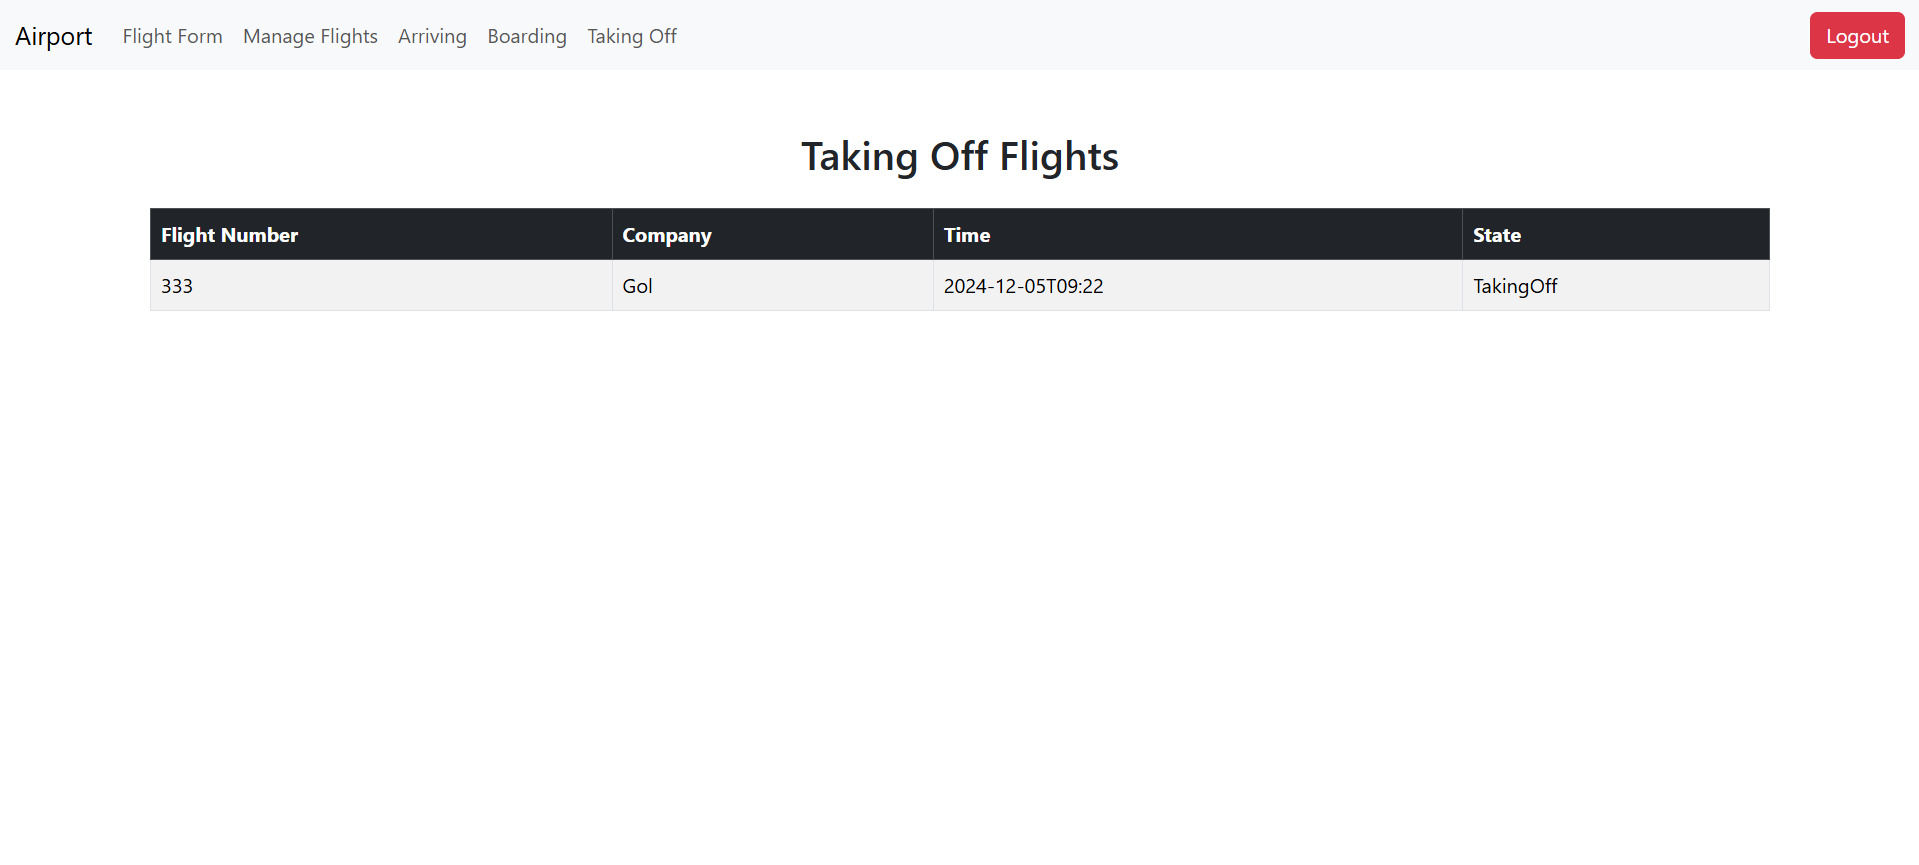 Airport Flight Form Manage Flights Arriving Boarding Taking Off Logout
Taking Off Flights
Flight Number Company Time State
333 Gol 2024-12-05T09:22 TakingOff